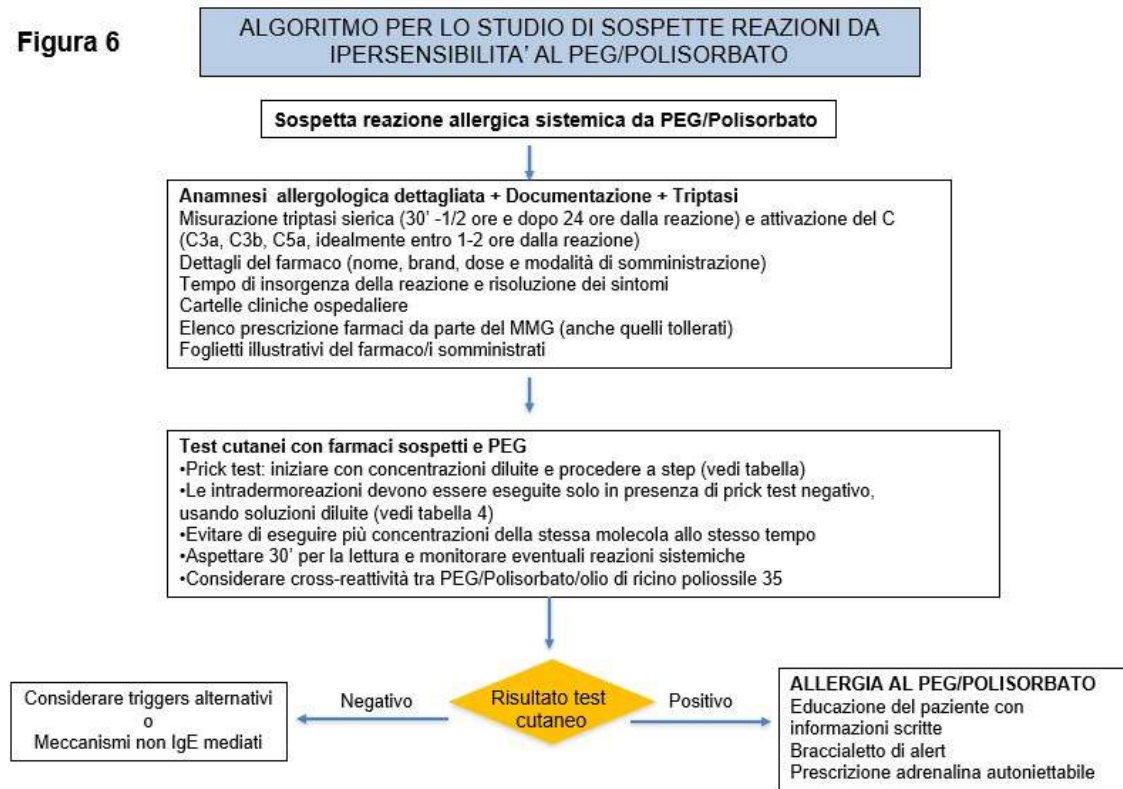 Figura 6
ALGORITMO PER LO STUDIO DI SOSPETTE REAZIONI DA
IPERSENSIBILITA' AL PEG/POLISORBATO
Sospetta reazione allergica sistemica da PEG/Polisorbato
Anamnesi allergologica dettagliata + Documentazione + Triptasi
Misurazione triptasi sierica (30' -1/2 ore e dopo 24 ore dalla reazione) e attivazione del C
(C3a, C3b, C5a, idealmente entro 1-2 ore dalla reazione)
Dettagli del farmaco (nome, brand, dose e modalità di somministrazione)
Tempo di insorgenza della reazione e risoluzione dei sintomi
Cartelle cliniche ospedaliere
Elenco prescrizione farmaci da parte del MMG (anche quelli tollerati)
Foglietti illustrativi del farmaco/i somministrati
Test cutanei con farmaci sospetti e PEG
•Prick test: iniziare con concentrazioni diluite e procedere a step (vedi tabella)
•Le intradermoreazioni devono essere eseguite solo in presenza di prick test negativo,
usando soluzioni diluite (vedi tabella 4)
•Evitare di eseguire più concentrazioni della stessa molecola allo stesso tempo
•Aspettare 30' per la lettura e monitorare eventuali reazioni sistemiche
•Considerare cross-reattività tra PEG/Polisorbato/olio di ricino poliossile 35
Risultato test
cutaneo
Negativo
Considerare triggers alternativi
o
Meccanismi non IgE mediati
Positivo
ALLERGIA AL PEG/POLISORBATO
Educazione del paziente con
informazioni scritte
Braccialetto di alert
Prescrizione adrenalina autoniettabile